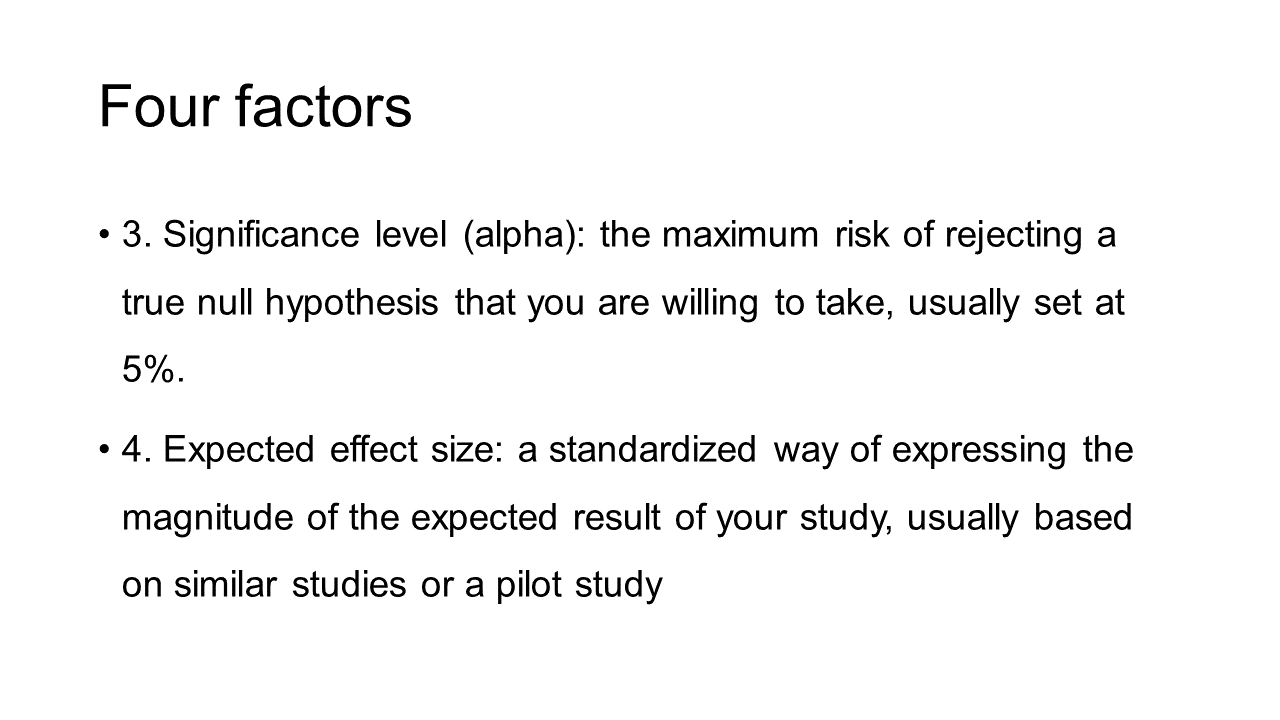 Four factors
• 3. Significance level (alpha): the maximum risk of rejecting a
true null hypothesis that you are willing to take, usually set at
5%.
• 4. Expected effect size: a standardized way of expressing the
magnitude of the expected result of your study, usually based
on similar studies or a pilot study